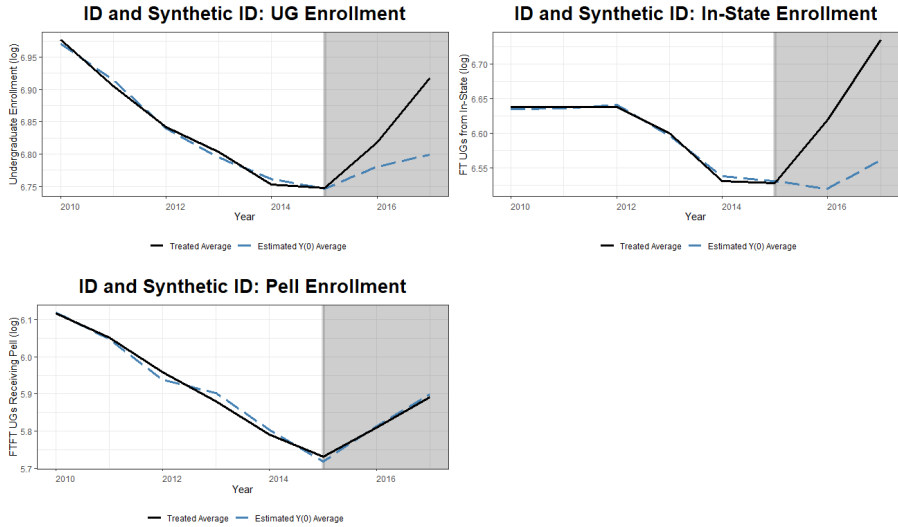 ID and Synthetic ID: UG Enrollment
Undergraduate Enrollment (log)
6.95
6.90
6.85
6.80
6.75
2010
2012
2014
2016
Year
Treated Average
Estimated Y(0) Average
ID and Synthetic ID: In-State Enrollment
FT UGs from In-State (log)
6.70
6.65
6.60
6.55
2010
2012
2014
2016
Year
Treated Average
Estimated Y(0) Average
ID and Synthetic ID: Pell Enrollment
FTFT UGs Receiving Pell (log)
6.1
6.0
5.9
5.8
5.7
2010
2012
2014
2016
Year
Treated Average
Estimated Y(0) Average